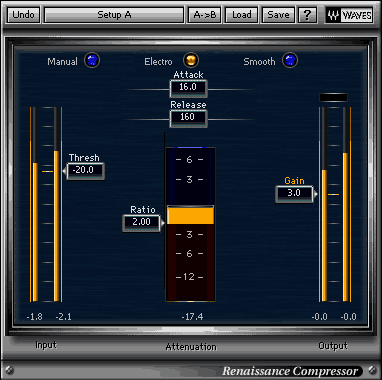 Undo Setup A A->B Load Save ? WAVES
Manual Electro Smooth
Attack
16.0
Release
160
Thresh
-20.0
Ratio
2.00
Gain
3.0
6
3
3
6
12
-1.8 -2.1 -17.4 -0.0 -0.0
Input Attenuation Output
Renaissance Compressor